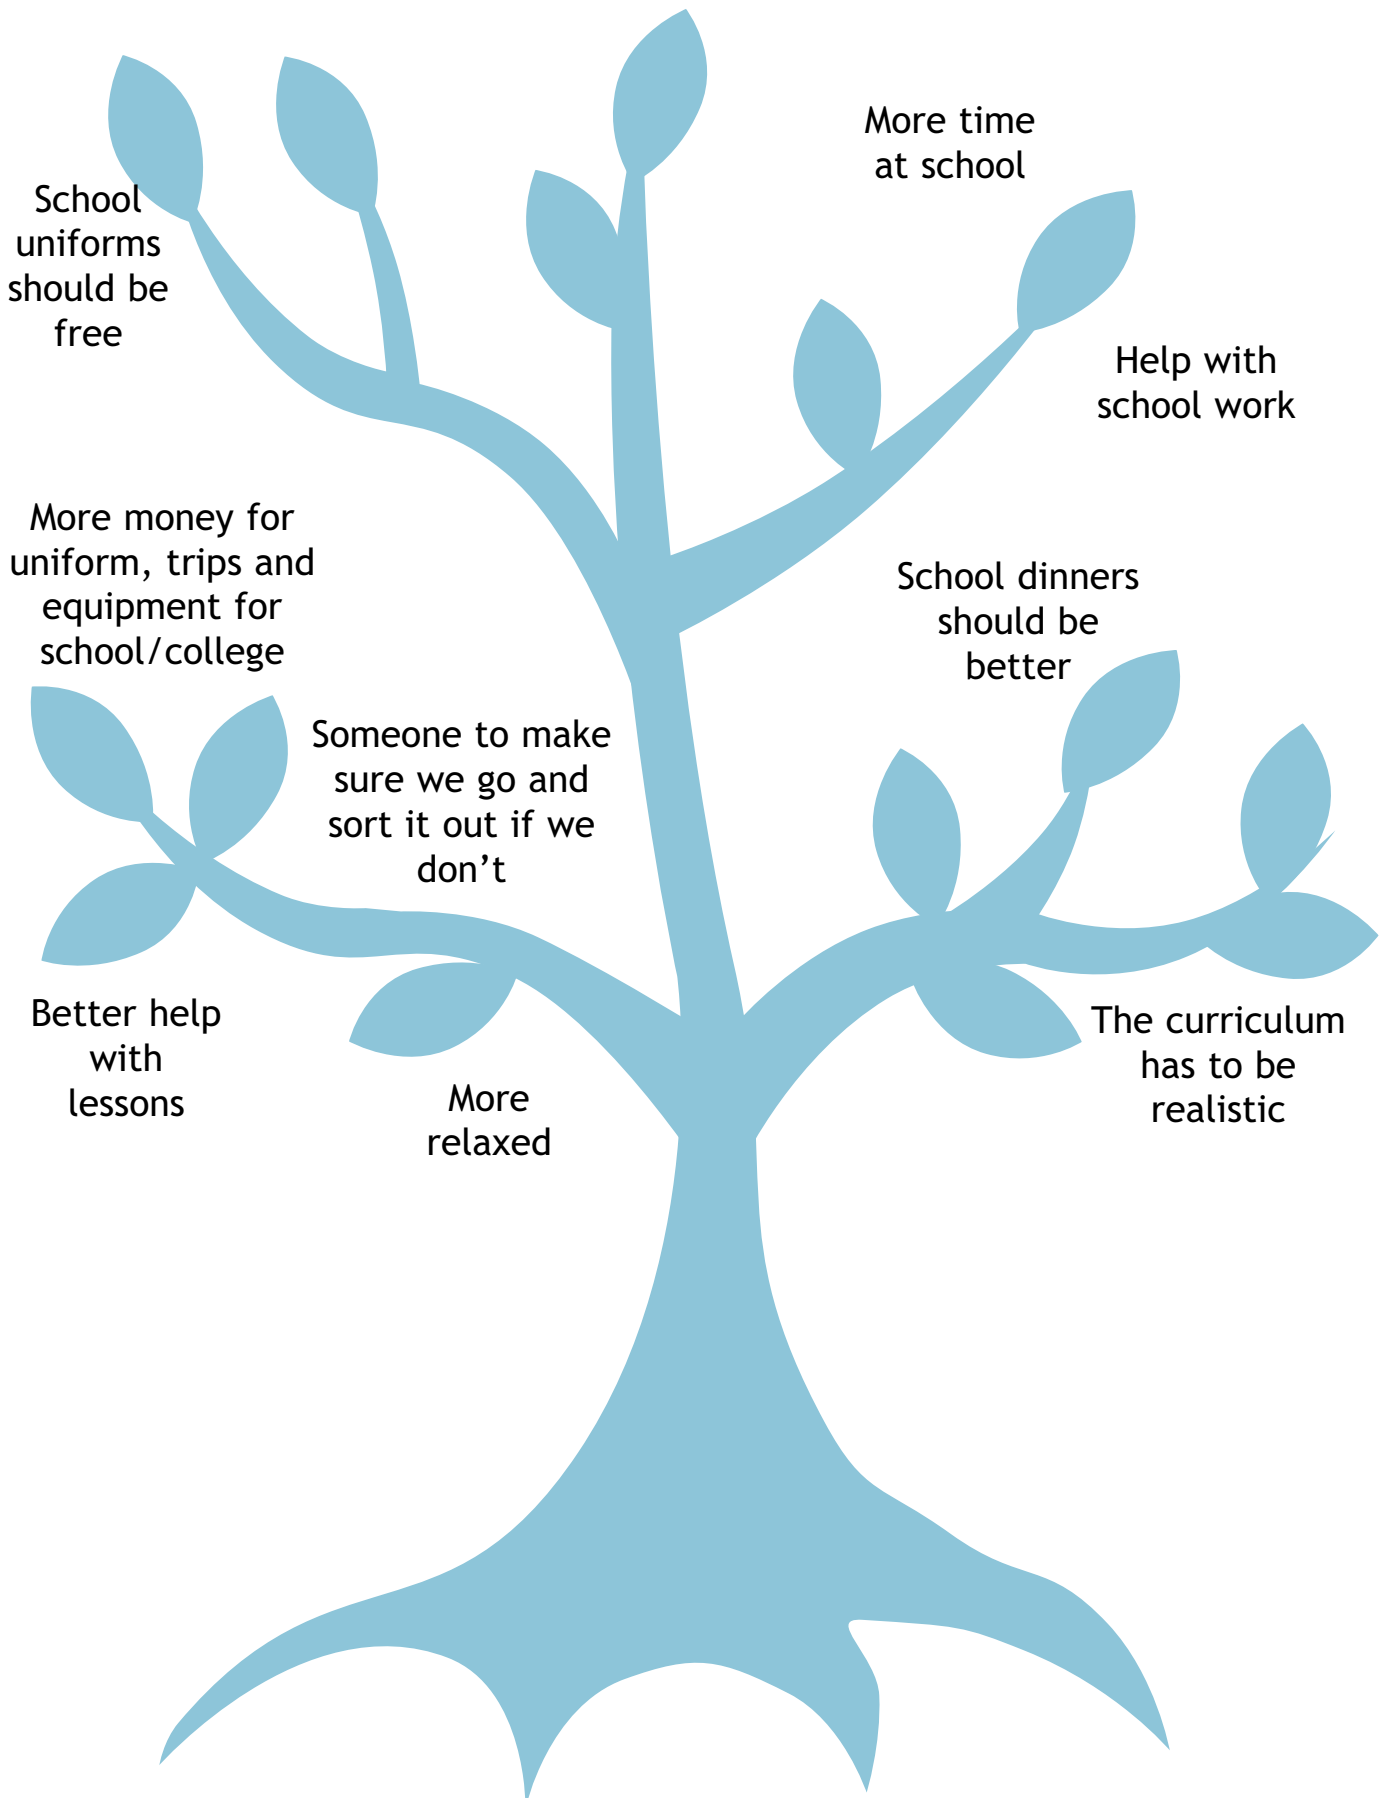 More time
at school
School
uniforms
should be
free
Help with
school work
More money for
uniform, trips and
equipment for
school/college
School dinners
should be
better
Someone to make
sure we go and
sort it out if we
don’t
Better help
with
lessons
The curriculum
has to be
realistic
More
relaxed